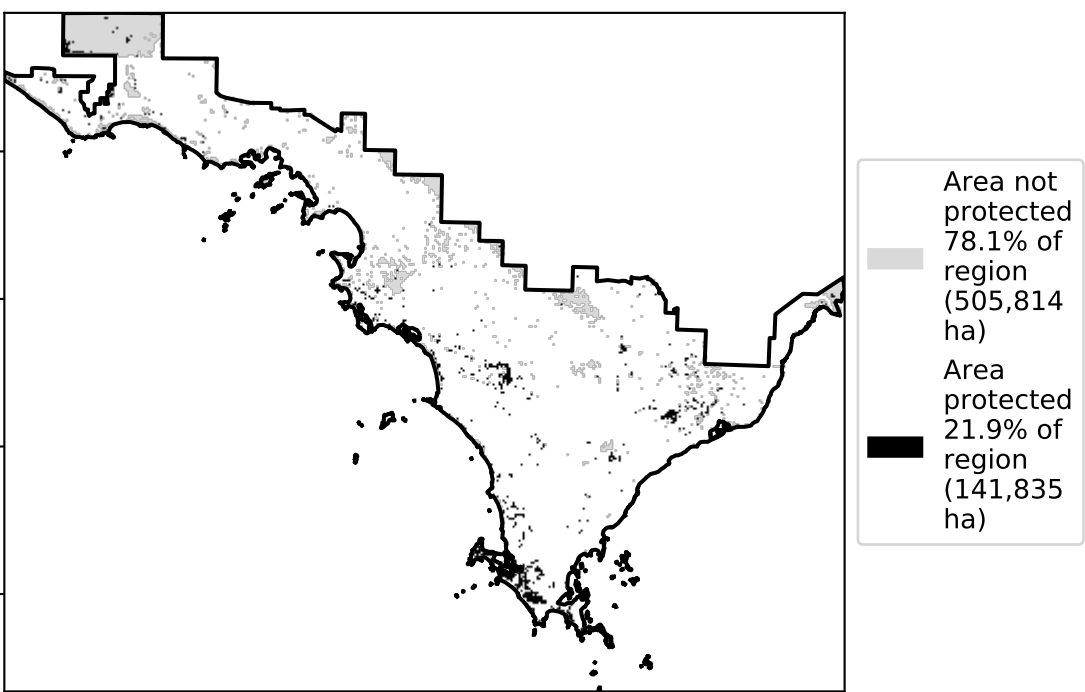 Area not
protected
78.1% of
region
(505,814
ha)
Area
protected
21.9% of
region
(141,835
ha)